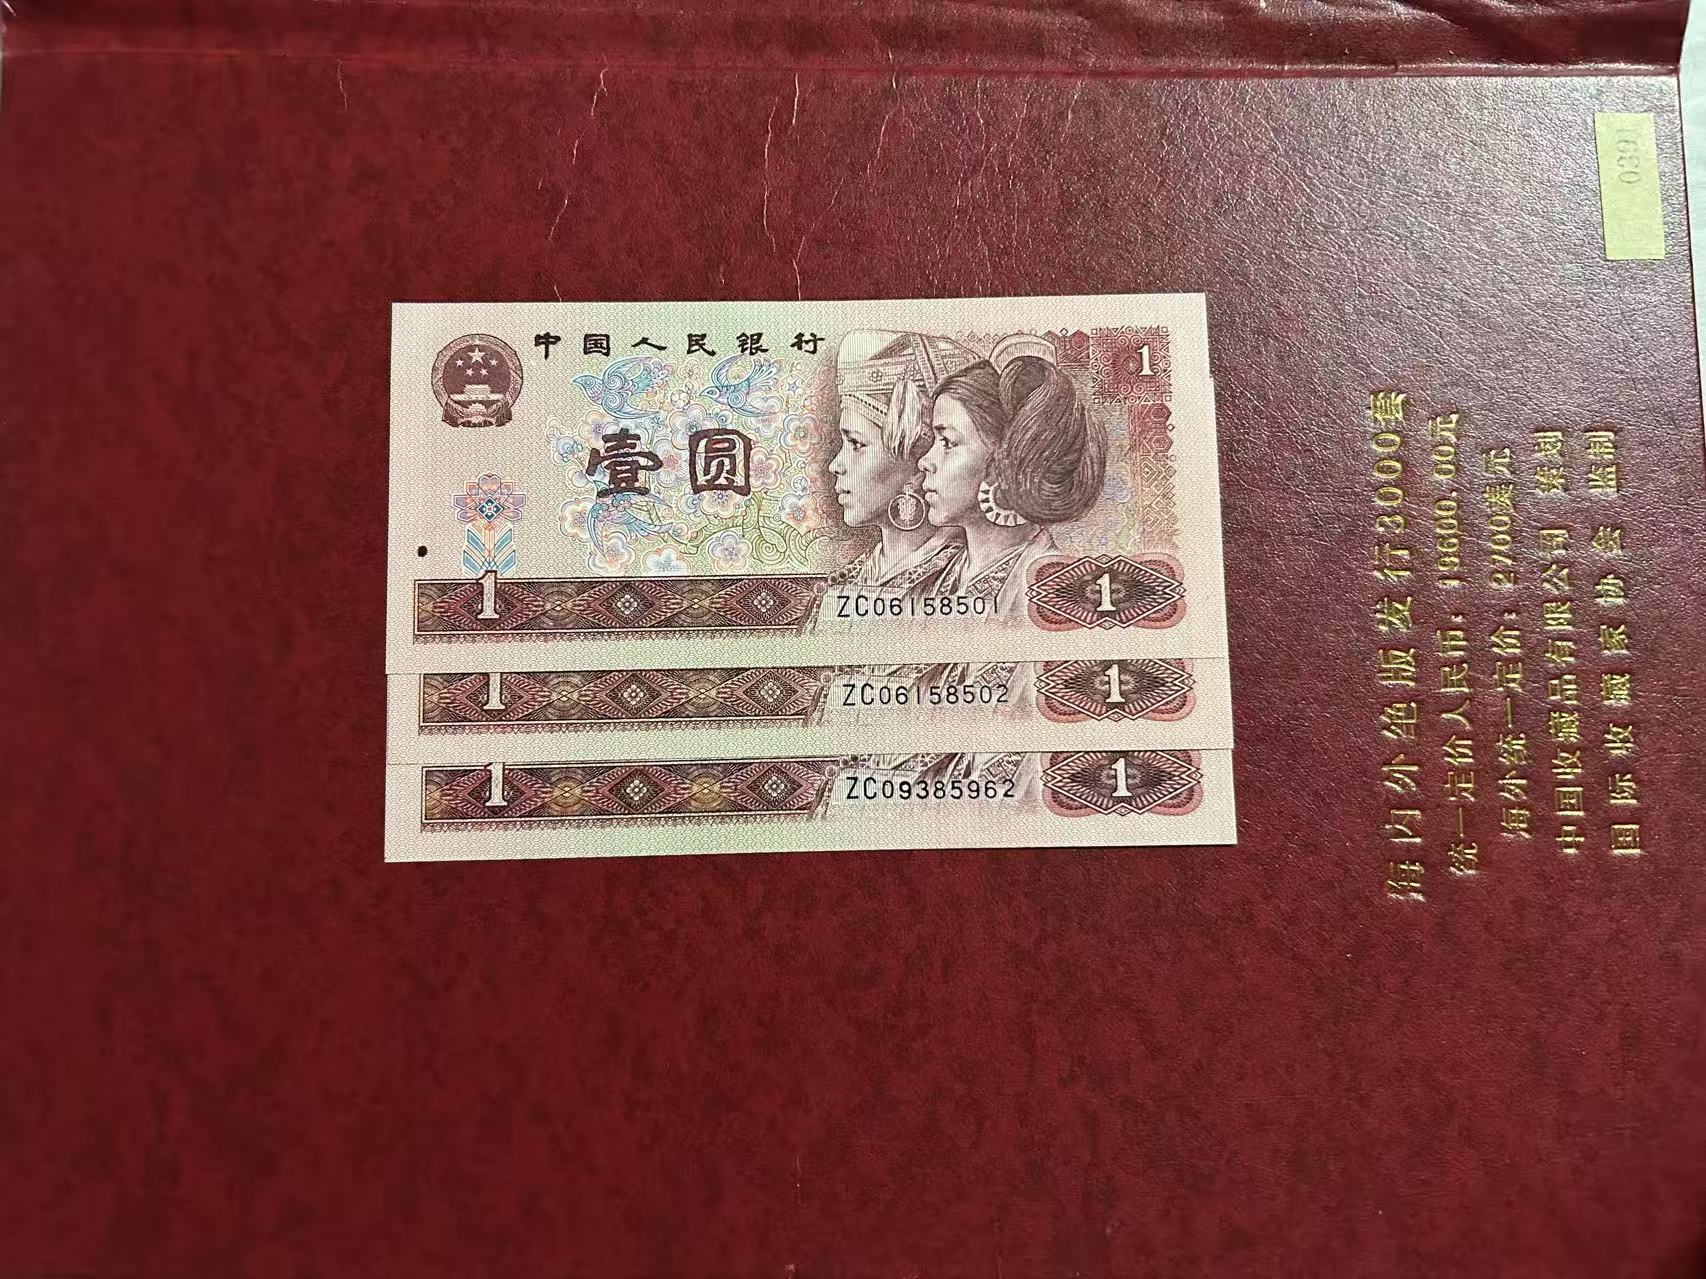 中国人民银行
1
壹圆
1
ZC06158501
1
1
ZC06158502
1
1
ZC09385962
1
海内外绝版发行3000套
统一定价人民币：19600.00元
海外统一定价：2700美元
中国收藏品有限公司 策划
国际收藏家协会 监制
0391